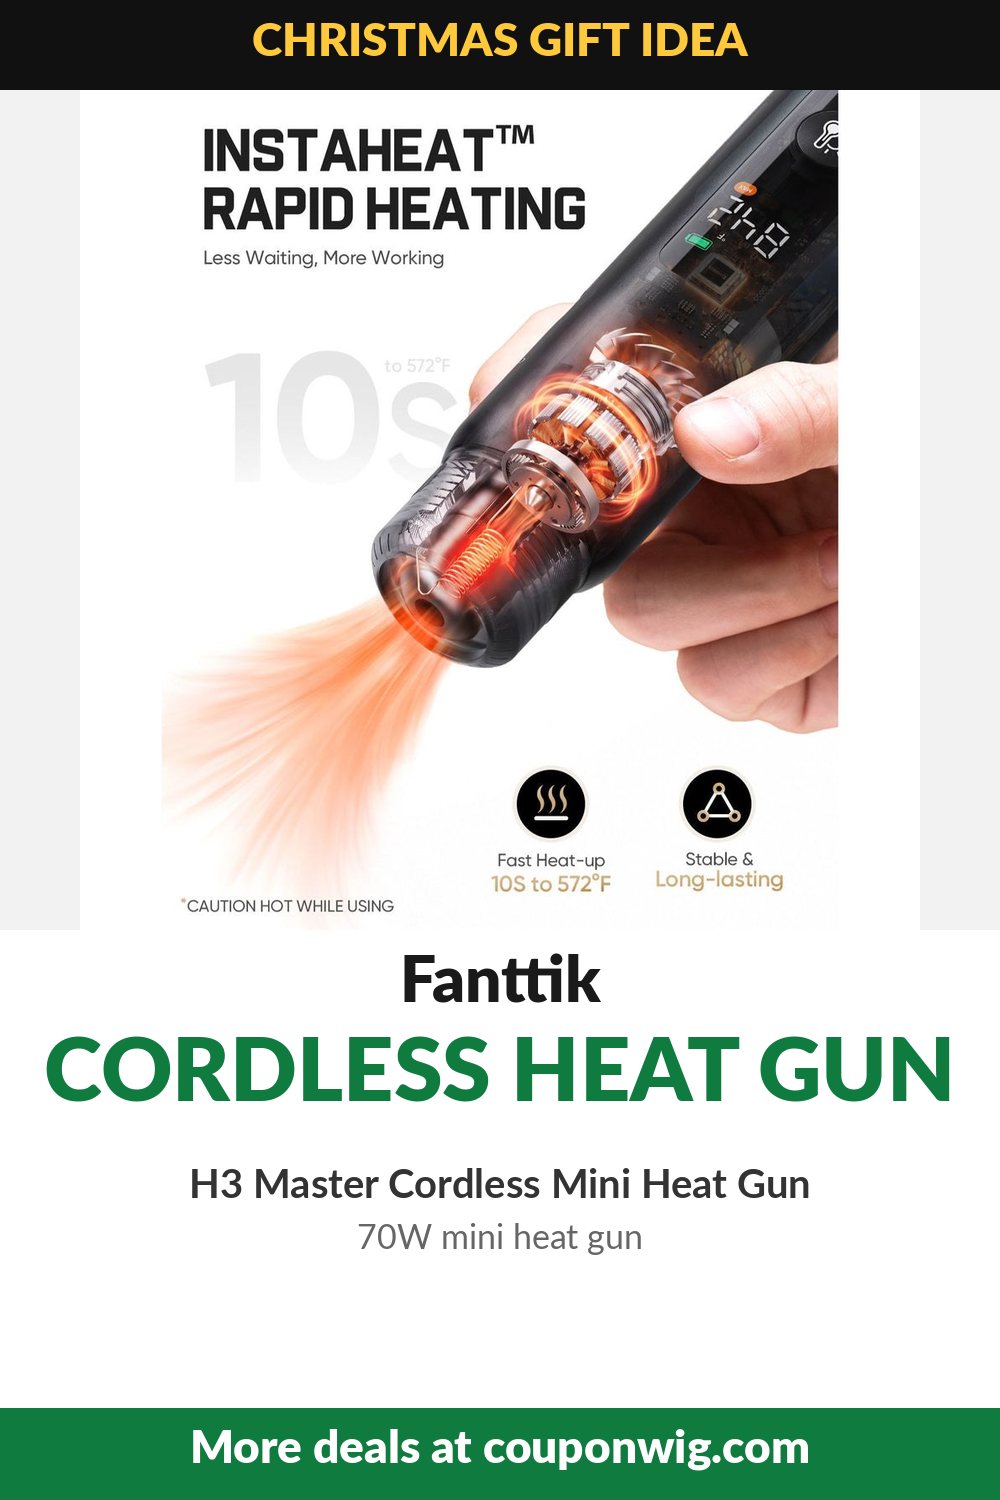 CHRISTMAS GIFT IDEA
INSTAHEAT™
RAPID HEATING
Less Waiting, More Working
10S to 572°F
MAX
842
°F
Fast Heat-up
10S to 572°F
Stable &
Long-lasting
*CAUTION HOT WHILE USING
Fanttik
CORDLESS HEAT GUN
H3 Master Cordless Mini Heat Gun
70W mini heat gun
More deals at couponwig.com